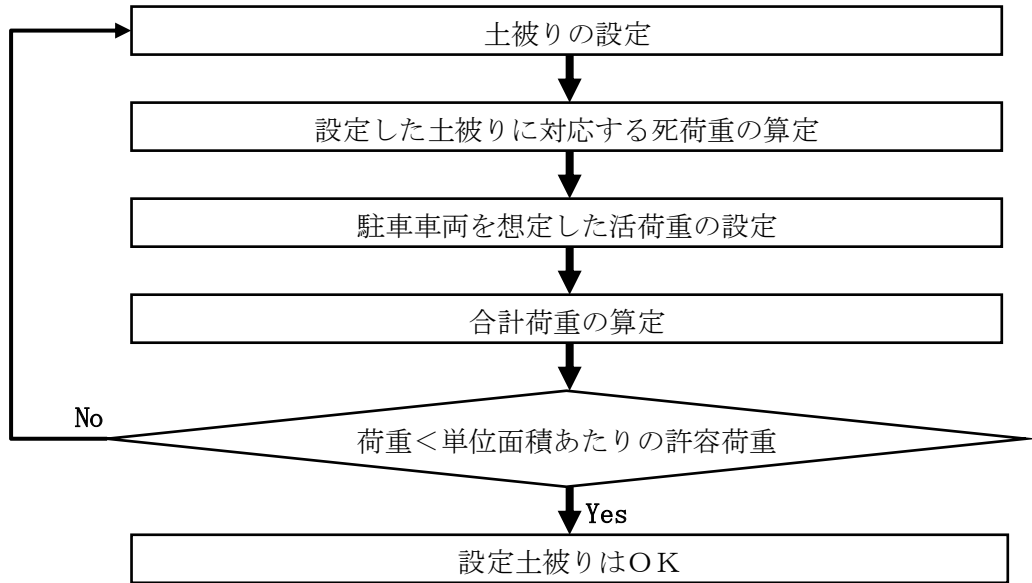 土被りの設定
設定した土被りに対応する死荷重の算定
駐車車両を想定した活荷重の設定
合計荷重の算定
No
荷重＜単位面積あたりの許容荷重
Yes
設定土被りはＯＫ